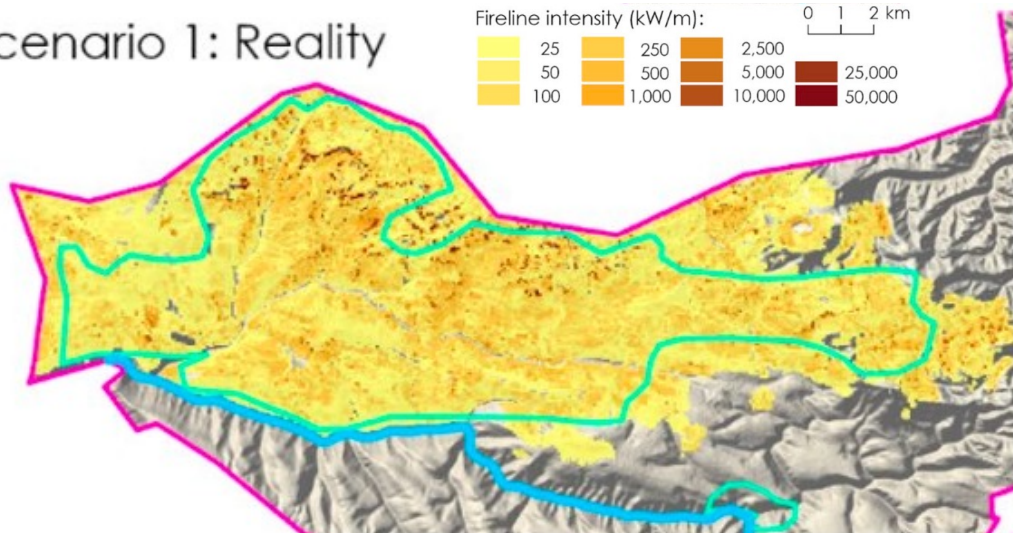 cenario 1: Reality
Fireline intensity (kW/m):
0 1 2 km
25 250 2,500
50 500 5,000 25,000
100 1,000 10,000 50,000